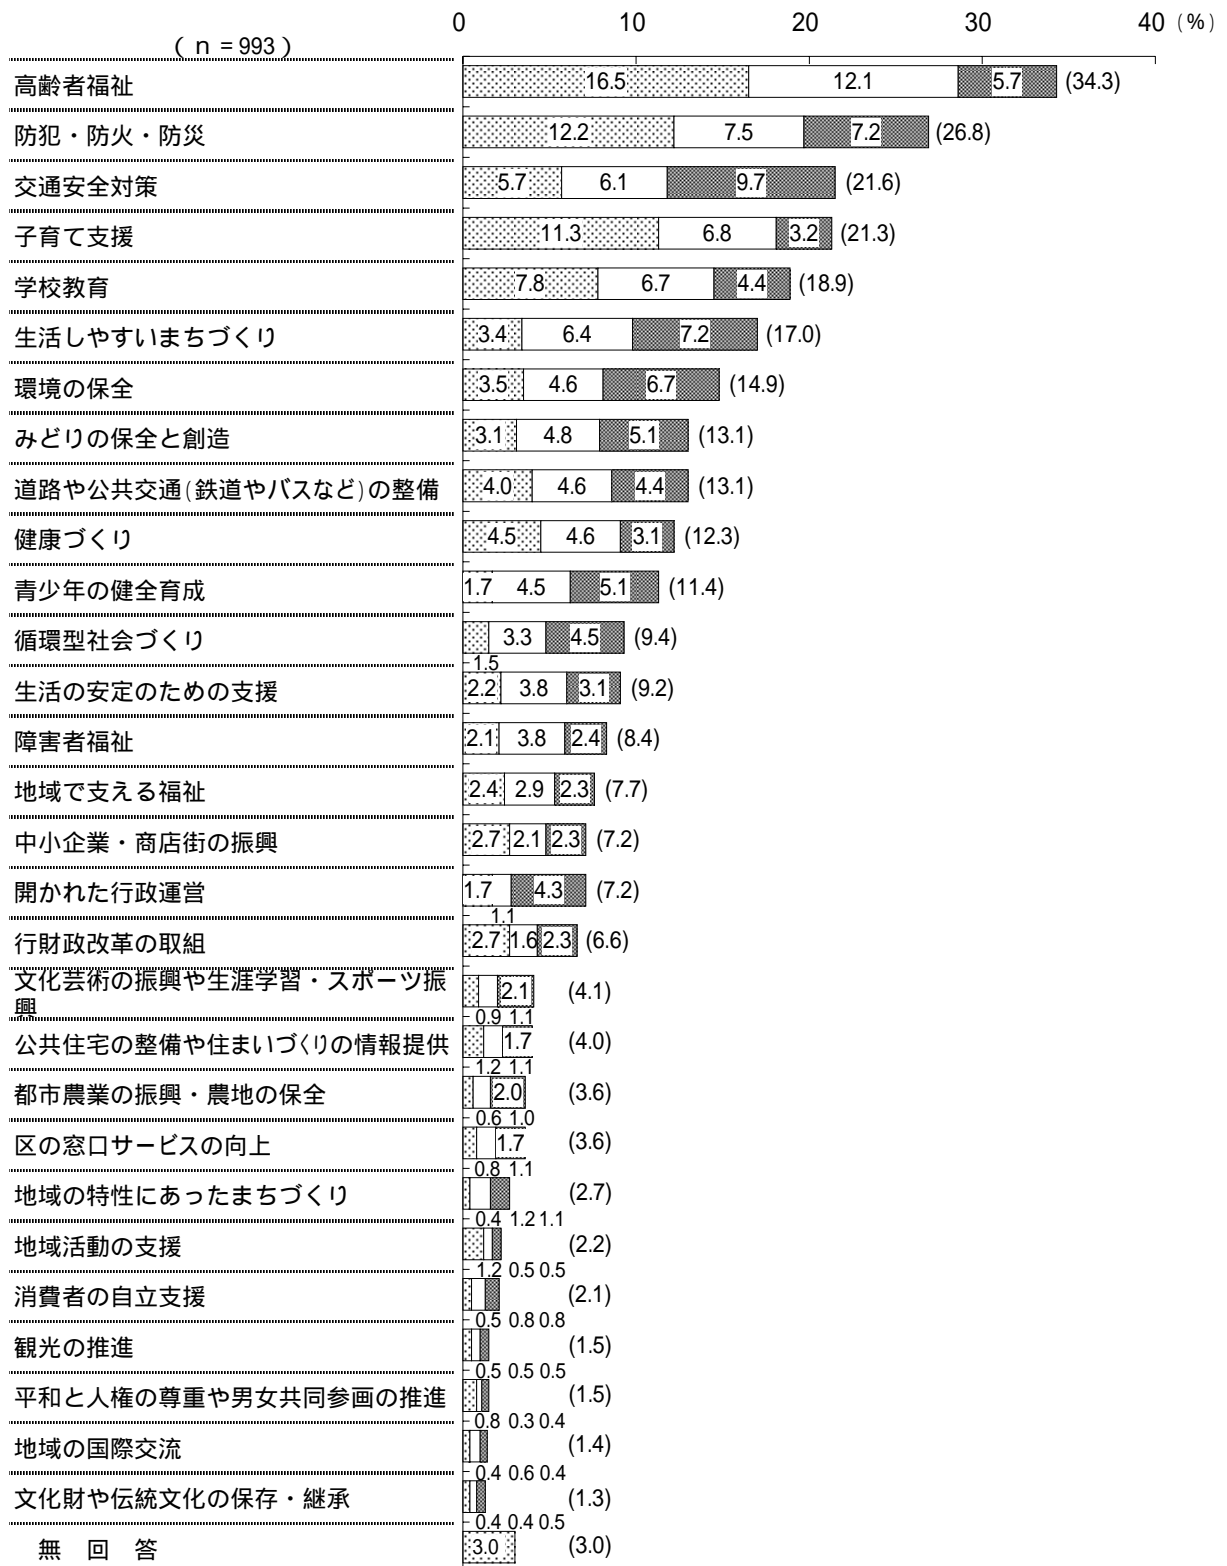 0 10 20 30 40 (%)
(n=993)
高齢者福祉 16.5 12.1 5.7 (34.3)
防犯・防火・防災 12.2 7.5 7.2 (26.8)
交通安全対策 5.7 6.1 9.7 (21.6)
子育て支援 11.3 6.8 3.2 (21.3)
学校教育 7.8 6.7 4.4 (18.9)
生活しやすいまちづくり 3.4 6.4 7.2 (17.0)
環境の保全 3.5 4.6 6.7 (14.9)
みどりの保全と創造 3.1 4.8 5.1 (13.1)
道路や公共交通(鉄道やバスなど)の整備 4.0 4.6 4.4 (13.1)
健康づくり 4.5 4.6 3.1 (12.3)
青少年の健全育成 1.7 4.5 5.1 (11.4)
循環型社会づくり 3.3 4.5 (9.4)
1.5
生活の安定のための支援 2.2 3.8 3.1 (9.2)
障害者福祉 2.1 3.8 2.4 (8.4)
地域で支える福祉 2.4 2.9 2.3 (7.7)
中小企業・商店街の振興 2.7 2.1 2.3 (7.2)
開かれた行政運営 1.7 4.3 (7.2)
1.1
行財政改革の取組 2.7 1.6 2.3 (6.6)
文化芸術の振興や生涯学習・スポーツ振
興 2.1 (4.1)
0.9 1.1
公共住宅の整備や住まいづくりの情報提供 1.7 (4.0)
1.2 1.1
都市農業の振興・農地の保全 2.0 (3.6)
0.6 1.0
区の窓口サービスの向上 1.7 (3.6)
0.8 1.1
地域の特性にあったまちづくり (2.7)
0.4 1.2 1.1
地域活動の支援 (2.2)
1.2 0.5 0.5
消費者の自立支援 (2.1)
0.5 0.8 0.8
観光の推進 (1.5)
0.5 0.5 0.5
平和と人権の尊重や男女共同参画の推進 (1.5)
0.8 0.3 0.4
地域の国際交流 (1.4)
0.4 0.6 0.4
文化財や伝統文化の保存・継承 (1.3)
0.4 0.4 0.5
無 回 答 3.0 (3.0)